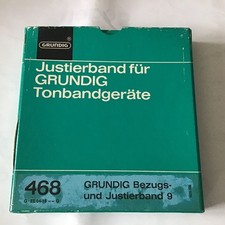 GRUNDIG
Justierband für
GRUNDIG
Tonbandgeräte
468
GRUNDIG Bezugs-
und Justierband 9